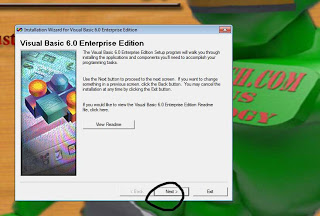 Installation Wizard for Visual Basic 6.0 Enterprise Edition
Visual Basic 6.0 Enterprise Edition
The Visual Basic 6.0 Enterprise Edition Setup program will walk you through
installing the applications and components you'll need to accomplish your
programming tasks.
Use the Next button to proceed to the next screen. If you want to change
something in a previous screen, click the Back button. You may cancel the
installation at any time by clicking the Exit button.
If you would like to view the Visual Basic 6.0 Enterprise Edition Readme
file, click here.
View Readme
< Back
Next >
Exit
.COM